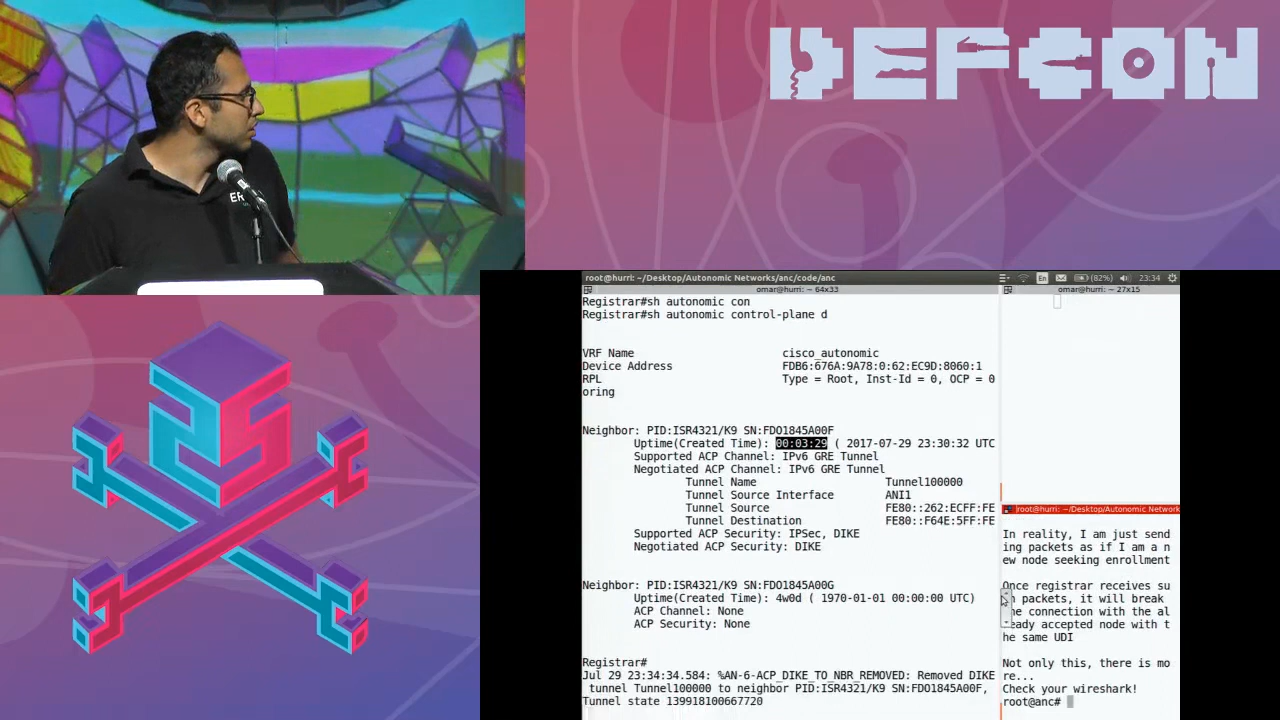 DEFCON
ER
root@hurri: ~/Desktop/Autonomic Networks/anc/code/anc
En
(82%)
23:34
omar@hurri: ~ 64x33
omar@hurri: ~ 27x15
Registrar#sh autonomic con
Registrar#sh autonomic control-plane d
VRF Name cisco_autonomic
Device Address FDB6:676A:9A78:0:62:EC9D:8060:1
RPL Type = Root, Inst-Id = 0, OCP = 0
oring
Neighbor: PID:ISR4321/K9 SN:FDO1845A00F
Uptime(Created Time): 00:03:29 ( 2017-07-29 23:30:32 UTC
Supported ACP Channel: IPv6 GRE Tunnel
Negotiated ACP Channel: IPv6 GRE Tunnel
Tunnel Name Tunnel100000
Tunnel Source Interface ANI1
Tunnel Source FE80::262:ECFF:FE
Tunnel Destination FE80::F64E:5FF:FE
Supported ACP Security: IPSec, DIKE
Negotiated ACP Security: DIKE
Neighbor: PID:ISR4321/K9 SN:FDO1845A00G
Uptime(Created Time): 4w0d ( 1970-01-01 00:00:00 UTC)
ACP Channel: None
ACP Security: None
Registrar#
Jul 29 23:34:34.584: %AN-6-ACP_DIKE_TO_NBR_REMOVED: Removed DIKE
tunnel Tunnel100000 to neighbor PID:ISR4321/K9 SN:FDO1845A00F,
Tunnel state 139918100667720
root@hurri: ~/Desktop/Autonomic Network
In reality, I am just send
ing packets as if I am a n
ew node seeking enrollment
Once registrar receives su
packets, it will break
he connection with the al
eady accepted node with t
he same UDI
Not only this, there is mo
re...
Check your wireshark!
root@anc#